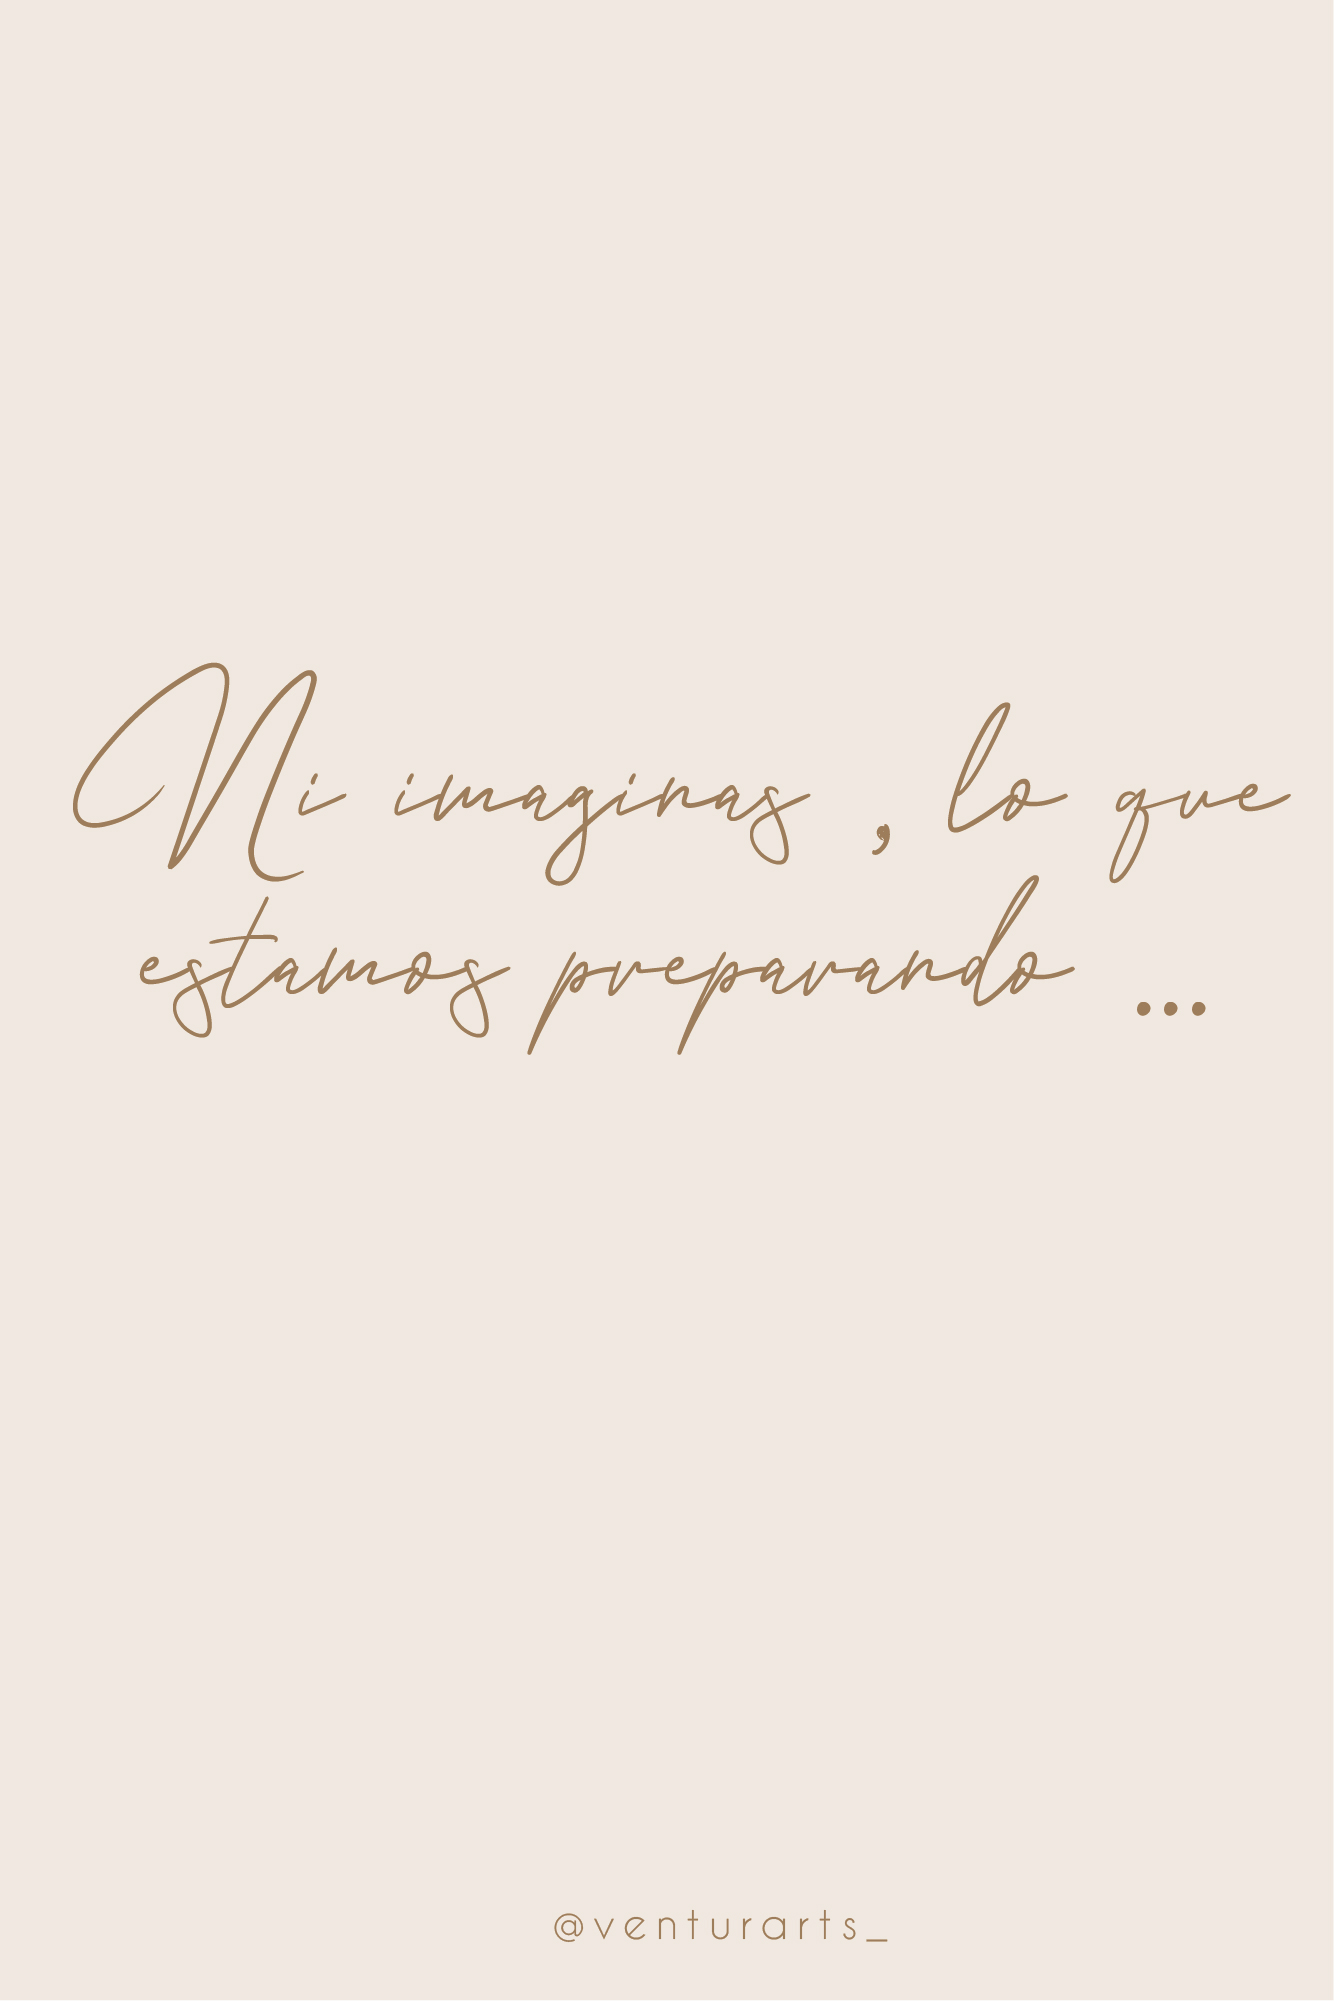 Ni imaginas , lo que
estamos preparando ...
@venturarts_